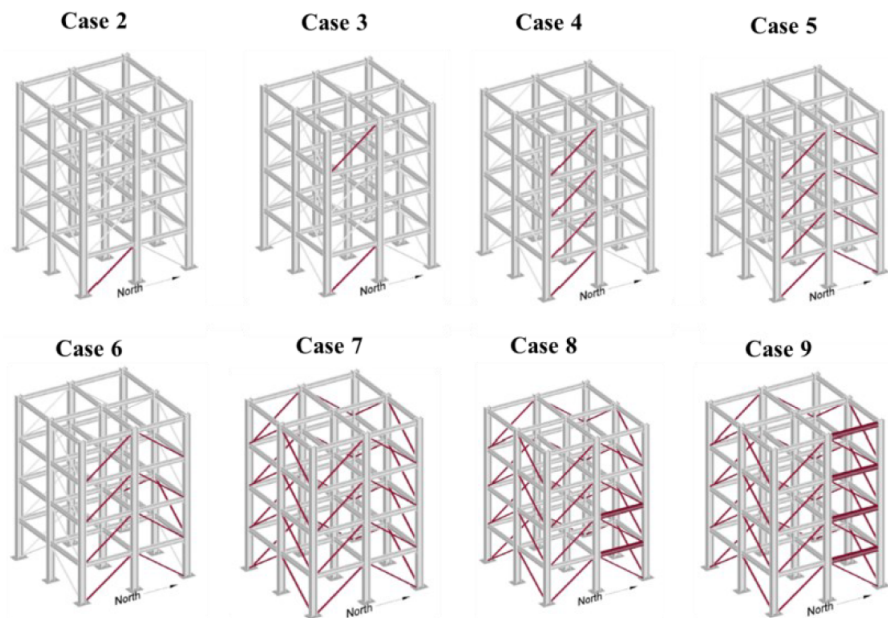 Case 2
Case 3
Case 4
Case 5
North
North
North
North
Case 6
Case 7
Case 8
Case 9
North
North
North
North